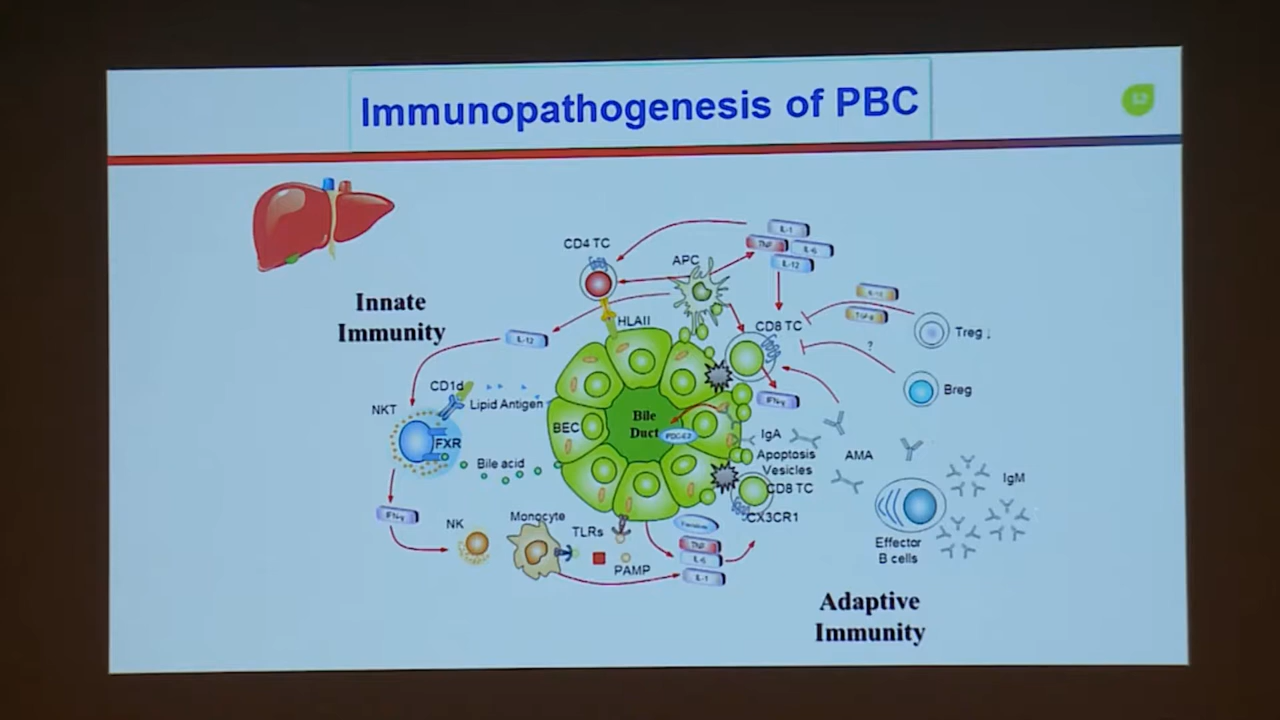 Immunopathogenesis of PBC
12
IL-1
TNF
IL-6
IL-12
CD4 TC
APC
Innate
Immunity
HLAII
CD8 TC
Treg ↓
IL-12
?
Breg
CD1d
Lipid Antigen
NKT
FXR
BEC
Bile
Duct
PDC-E2
IFN-γ
IgA
Apoptosis
Vesicles
AMA
Bile acid
CD8 TC
IgM
CX3CR1
IFN-γ
NK
Monocyte
TLRs
PAMP
TNF
IL-6
IL-1
Effector
B cells
Adaptive
Immunity